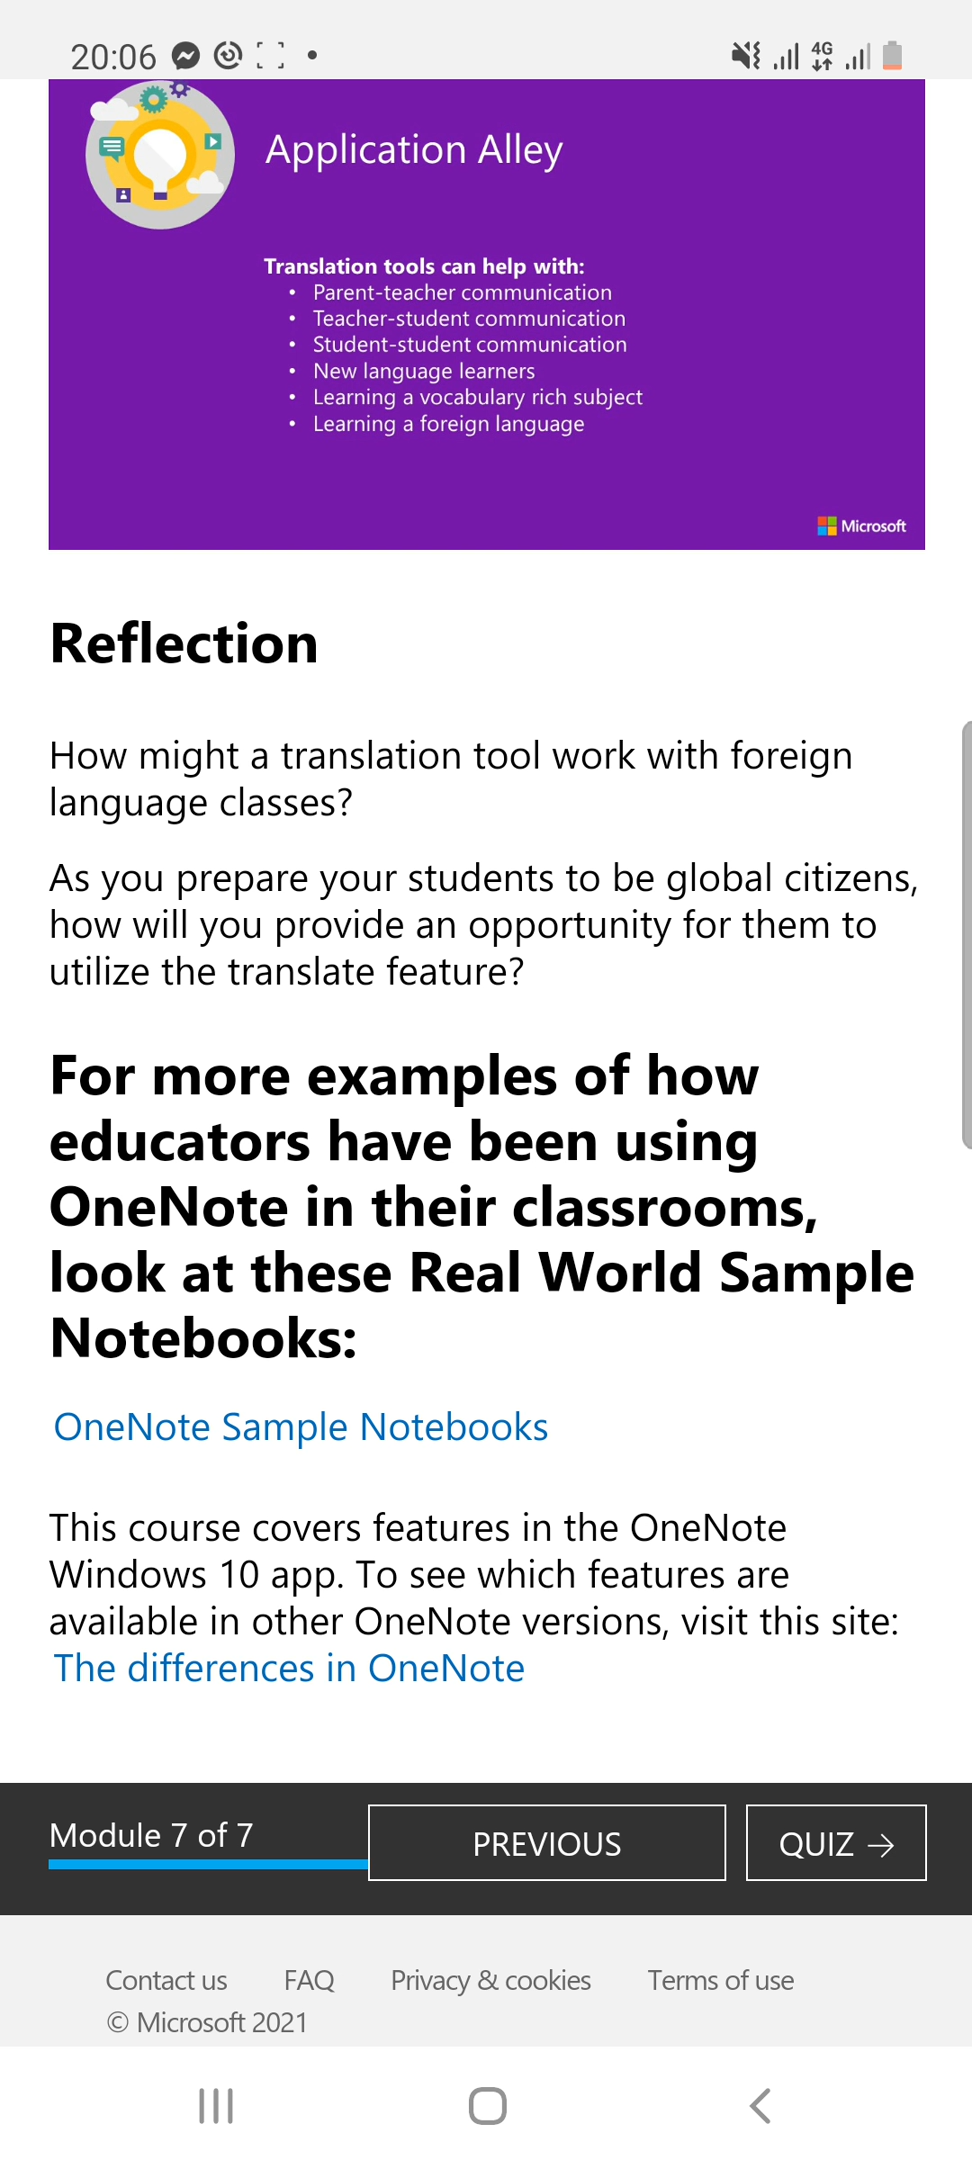 20:06
4G
Application Alley
Translation tools can help with:
• Parent-teacher communication
• Teacher-student communication
• Student-student communication
• New language learners
• Learning a vocabulary rich subject
• Learning a foreign language
Microsoft
Reflection
How might a translation tool work with foreign
language classes?
As you prepare your students to be global citizens,
how will you provide an opportunity for them to
utilize the translate feature?
For more examples of how
educators have been using
OneNote in their classrooms,
look at these Real World Sample
Notebooks:
OneNote Sample Notebooks
This course covers features in the OneNote
Windows 10 app. To see which features are
available in other OneNote versions, visit this site:
The differences in OneNote
Module 7 of 7
PREVIOUS
QUIZ →
Contact us FAQ Privacy & cookies Terms of use
© Microsoft 2021